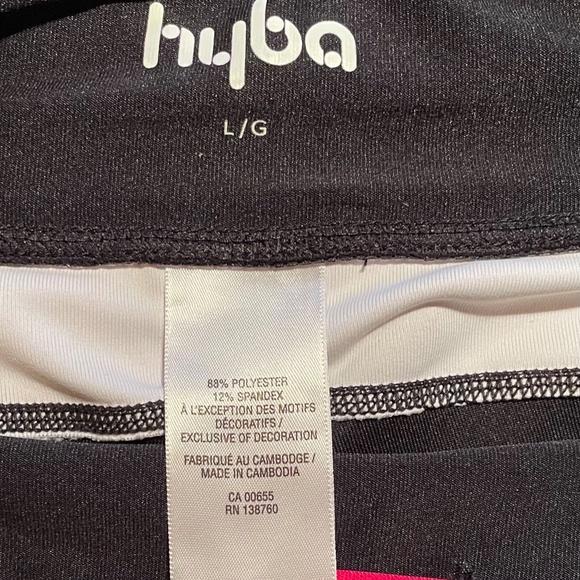 hyba
L/G
88% POLYESTER
12% SPANDEX
À L'EXCEPTION DES MOTIFS
DÉCORATIFS /
EXCLUSIVE OF DECORATION
FABRIQUÉ AU CAMBODGE /
MADE IN CAMBODIA
CA 00655
RN 138760